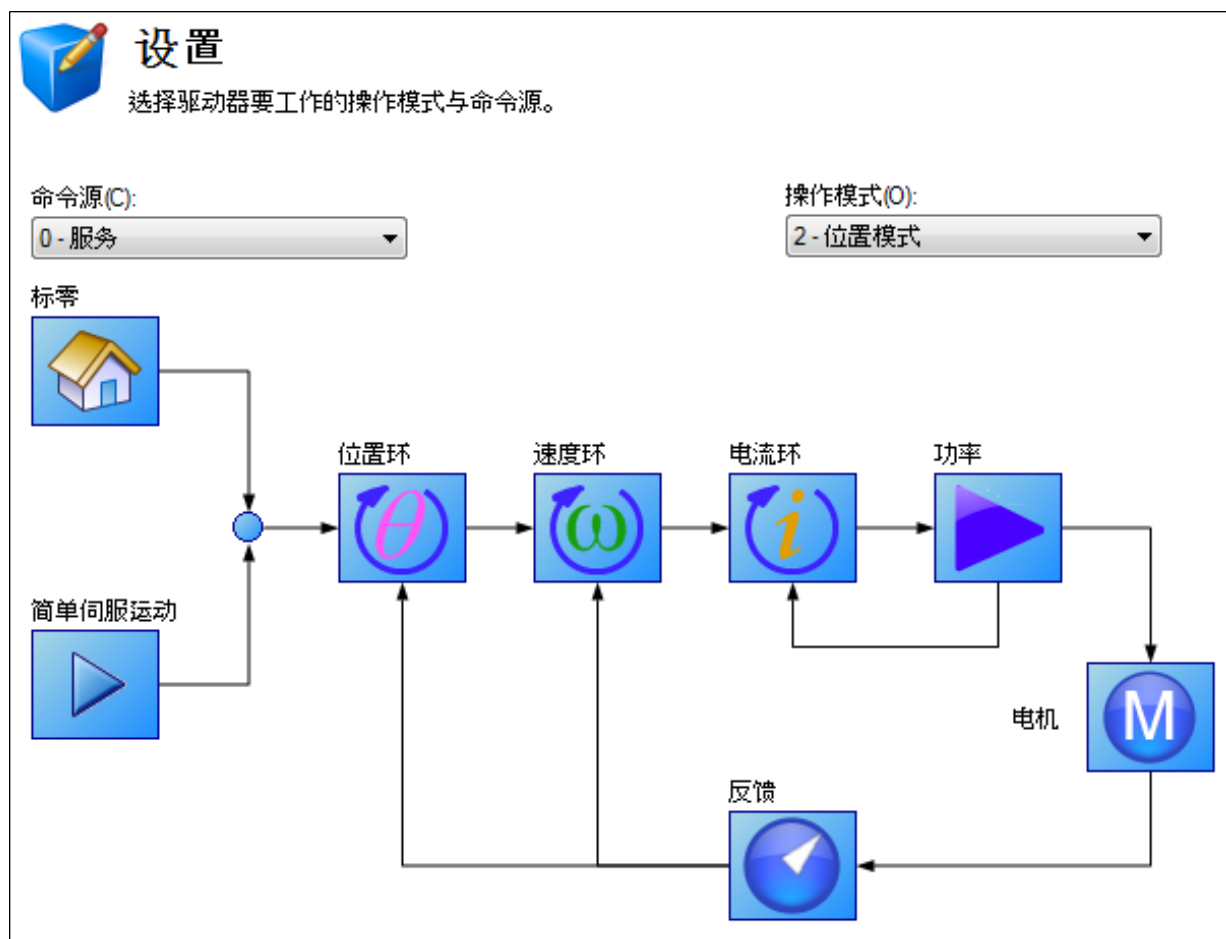 设置
选择驱动器要工作的操作模式与命令源。
命令源(C):
操作模式(O):
0 - 服务
2 - 位置模式
标零
位置环
速度环
电流环
功率
θ
ω
i
简单伺服运动
电机
M
反馈